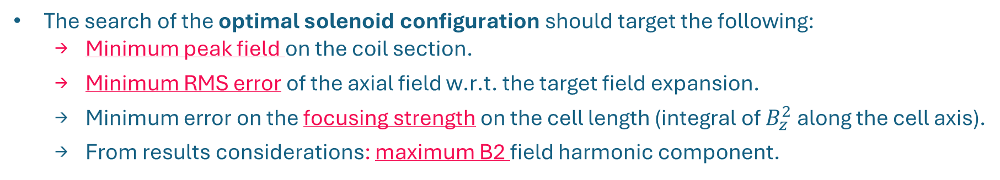 • The search of the optimal solenoid configuration should target the following:
→ Minimum peak field on the coil section.
→ Minimum RMS error of the axial field w.r.t. the target field expansion.
→ Minimum error on the focusing strength on the cell length (integral of $B_z^2$ along the cell axis).
→ From results considerations: maximum B2 field harmonic component.